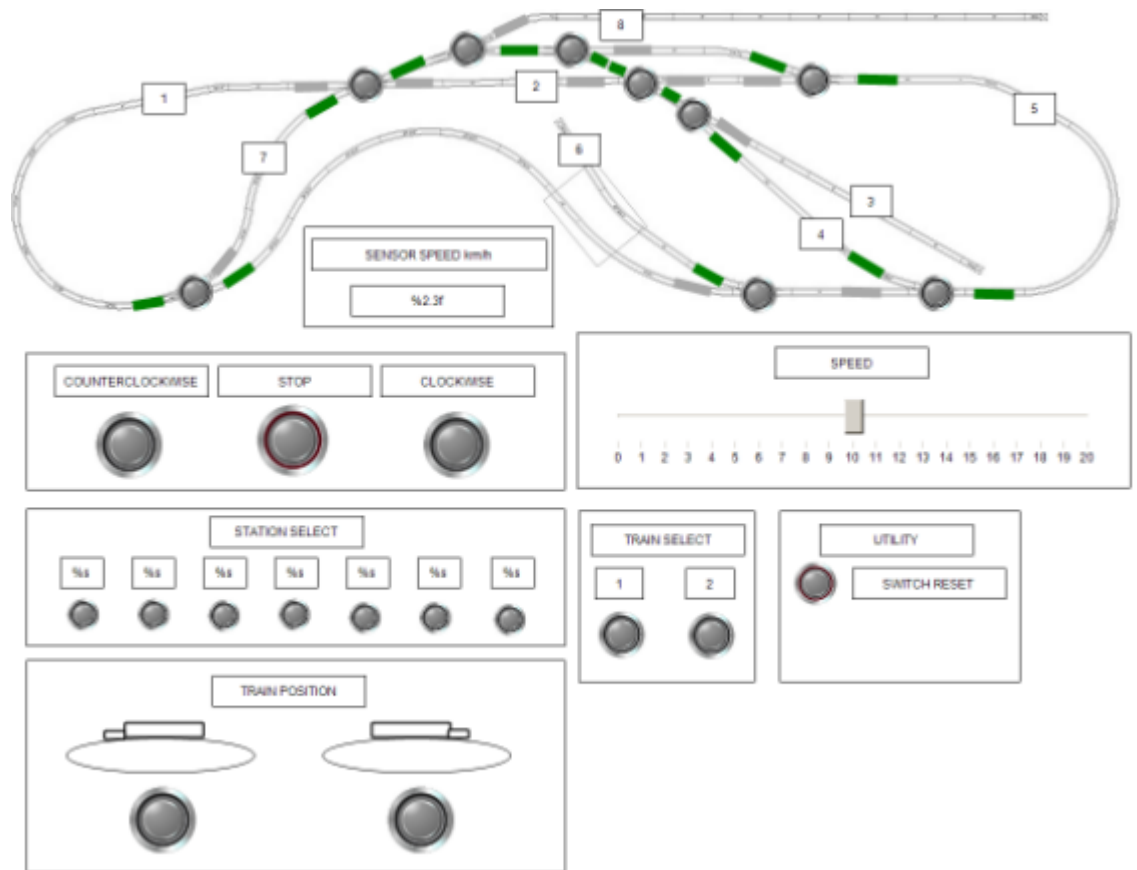 8
1
2
5
7
6
3
4
SENSOR SPEED km/h
%2.3f
COUNTERCLOCKWISE STOP CLOCKWISE
SPEED
0 1 2 3 4 5 6 7 8 9 10 11 12 13 14 15 16 17 18 19 20
STATION SELECT
%s %s %s %s %s %s %s
TRAIN SELECT
1 2
UTILITY
SWITCH RESET
TRAIN POSITION